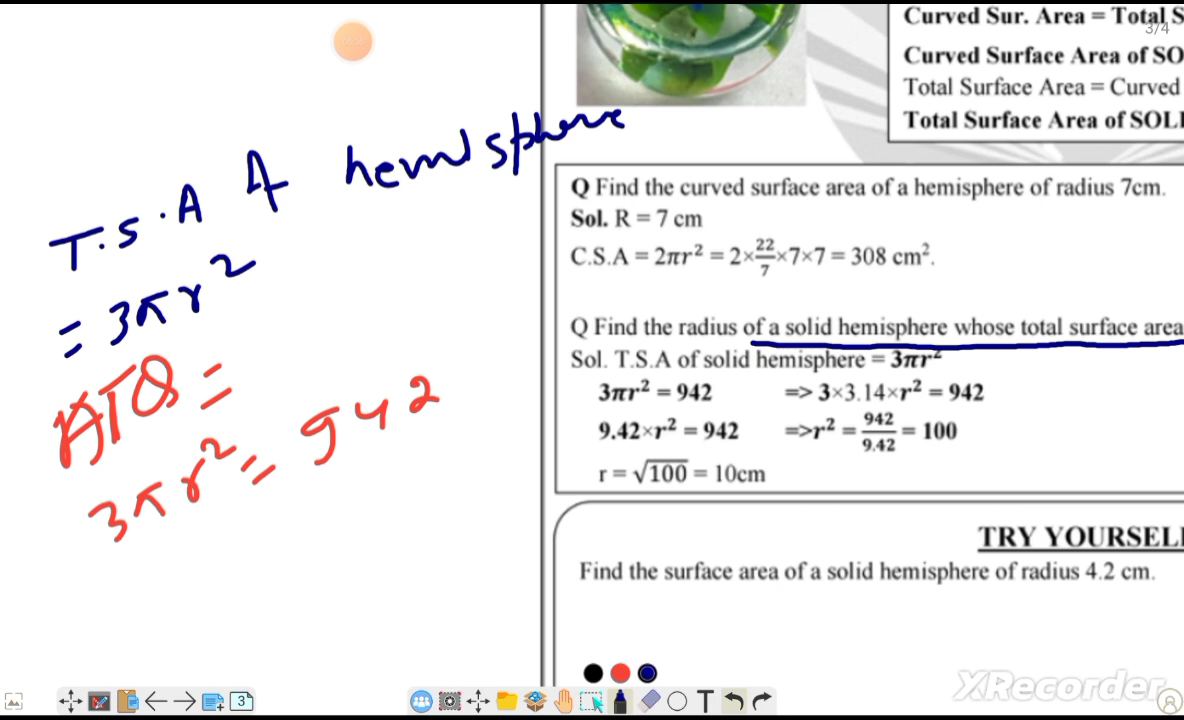 T.S.A of hemisphere
= 3πr²
ATQ =
3πr² = 942
Curved Sur. Area = Total S
3/4
Curved Surface Area of SO
Total Surface Area = Curved
Total Surface Area of SOLI
Q Find the curved surface area of a hemisphere of radius 7cm.
Sol. R = 7 cm
C.S.A = 2πr² = 2×22/7×7×7 = 308 cm².
Q Find the radius of a solid hemisphere whose total surface area
Sol. T.S.A of solid hemisphere = 3πr²
3πr² = 942 => 3×3.14×r² = 942
9.42×r² = 942 =>r² = 942/9.42 = 100
r = √100 = 10cm
TRY YOURSEL
Find the surface area of a solid hemisphere of radius 4.2 cm.
XRecorder
3
T